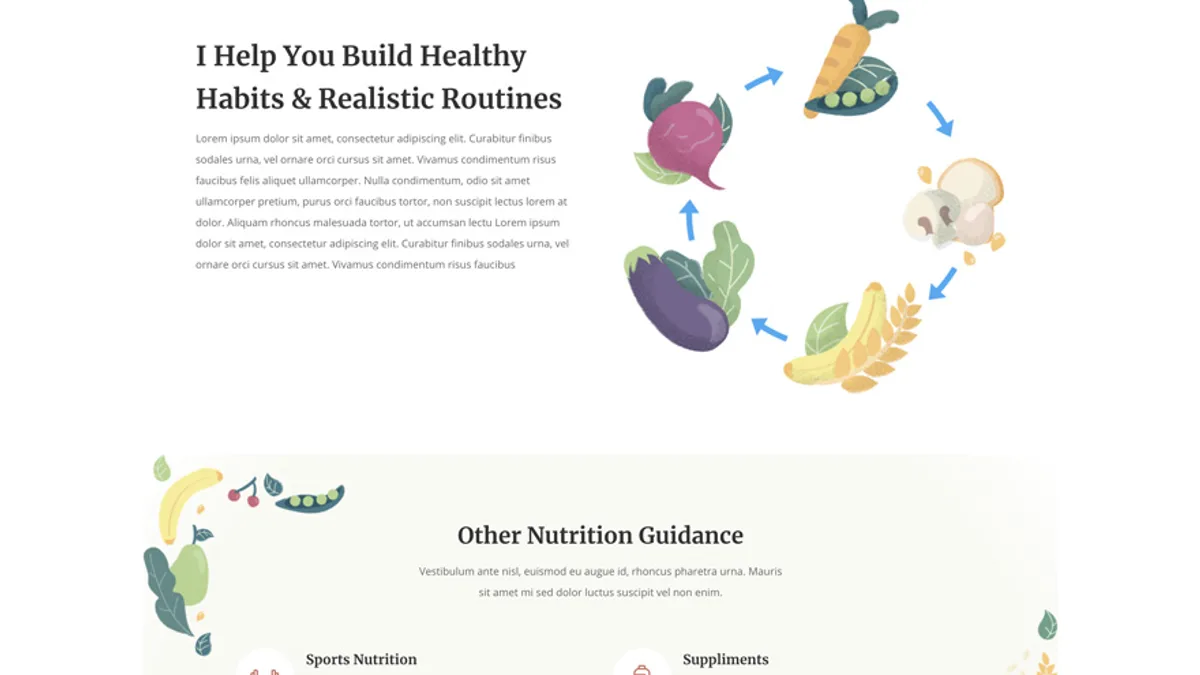 I Help You Build Healthy
Habits & Realistic Routines
Lorem ipsum dolor sit amet, consectetur adipiscing elit. Curabitur finibus
sodales urna, vel ornare orci cursus sit amet. Vivamus condimentum risus
faucibus felis aliquet ullamcorper. Nulla condimentum, odio sit amet
ullamcorper pretium, purus orci faucibus tortor, non suscipit lectus lorem at
dolor. Aliquam rhoncus malesuada tortor, ut accumsan lectu Lorem ipsum
dolor sit amet, consectetur adipiscing elit. Curabitur finibus sodales urna, vel
ornare orci cursus sit amet. Vivamus condimentum risus faucibus
Other Nutrition Guidance
Vestibulum ante nisl, euismod eu augue id, rhoncus pharetra urna. Mauris
sit amet mi sed dolor luctus suscipit vel non enim.
Sports Nutrition
Suppliments